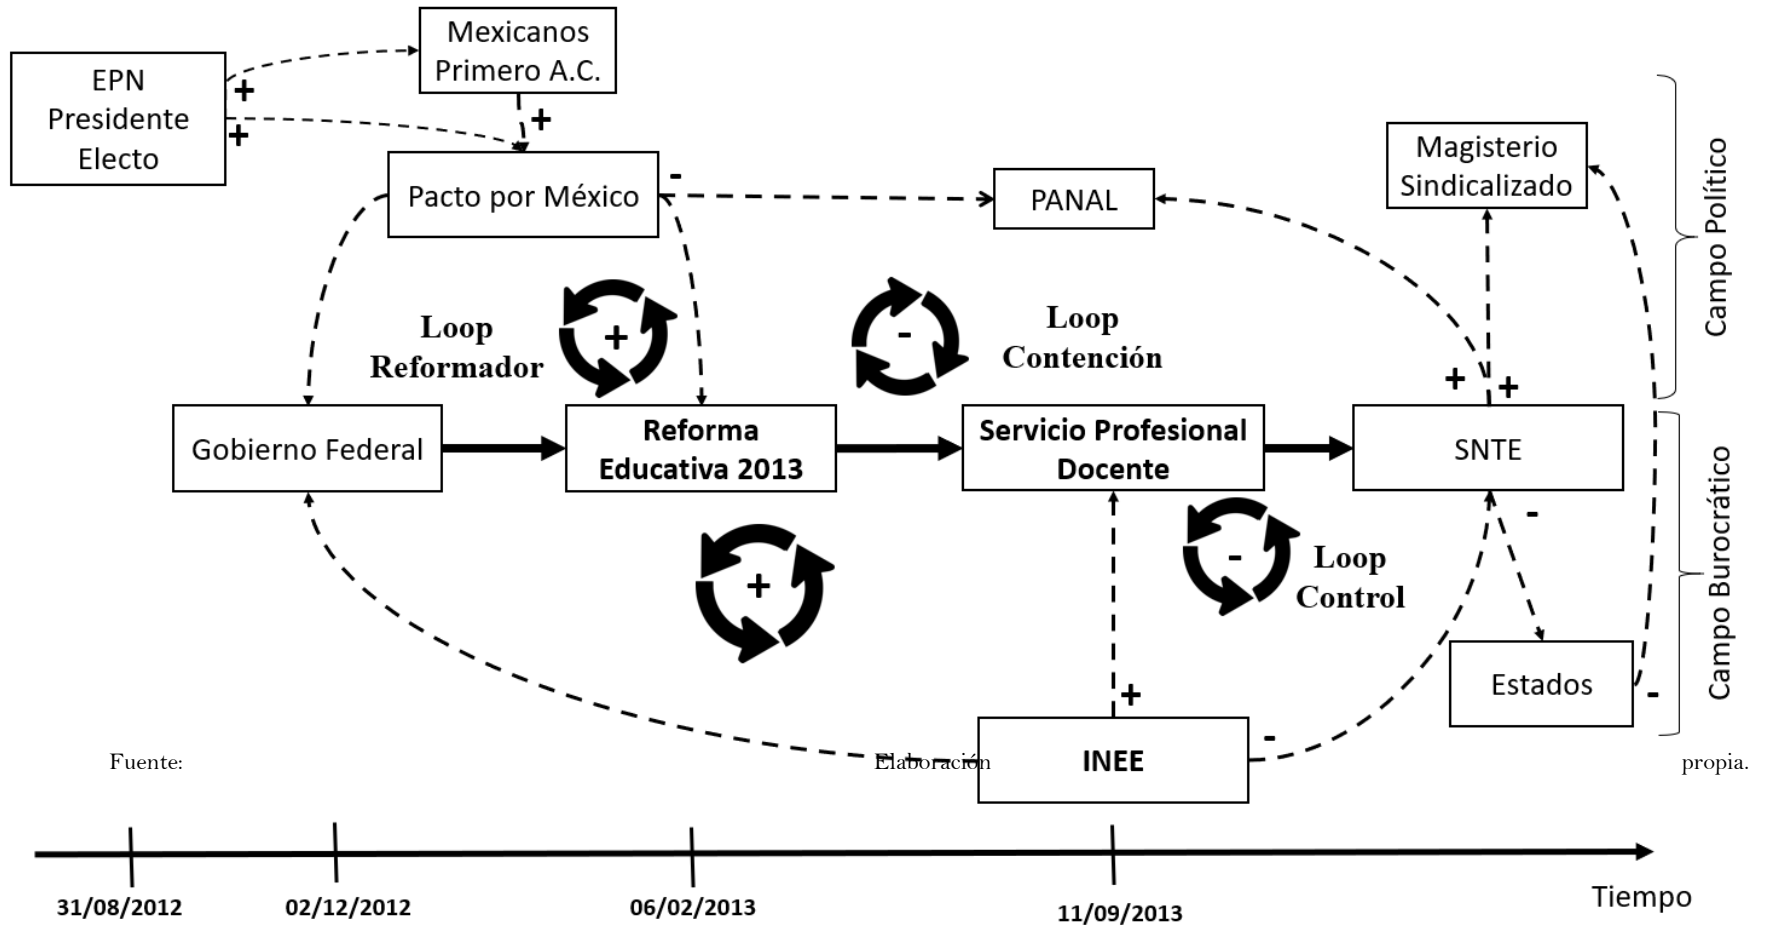 Mexicanos
Primero A.C.
EPN
Presidente
Electo
+
+
+
Pacto por México
-
PANAL
Magisterio
Sindicalizado
Campo Político
Loop
Reformador
+
-
Loop
Contención
+
+
Gobierno Federal
Reforma
Educativa 2013
Servicio Profesional
Docente
SNTE
-
+
-
Loop
Control
Campo Burocrático
Estados
-
+
-
INEE
Fuente: Elaboración propia.
Tiempo
31/08/2012
02/12/2012
06/02/2013
11/09/2013